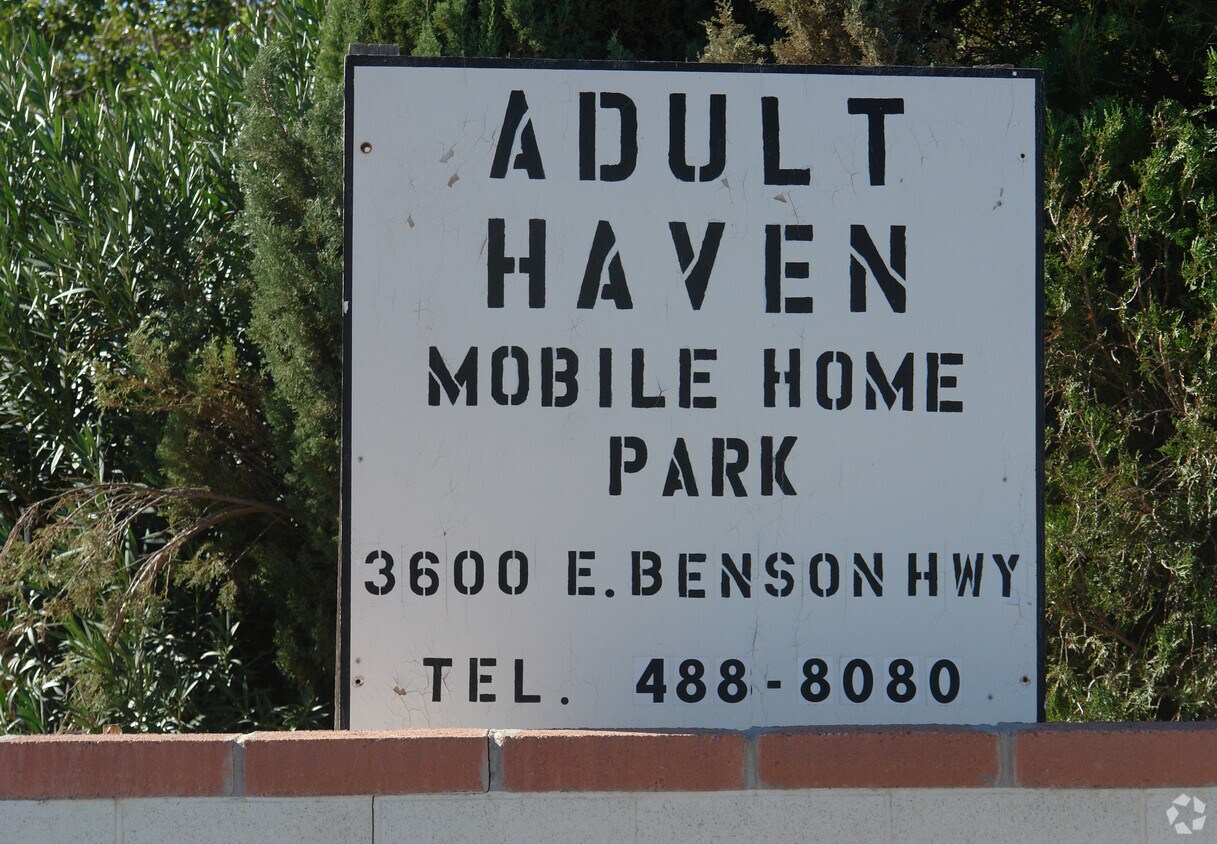 ADULT
HAVEN
MOBILE HOME
PARK
3600 E. BENSON HWY
TEL. 488-8080